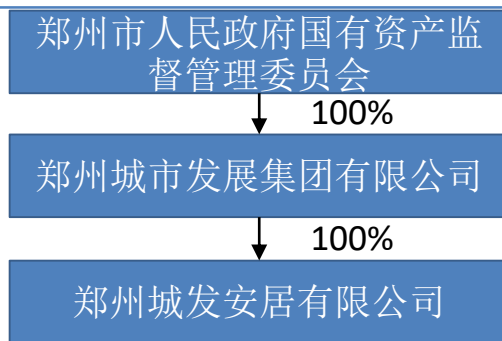 郑州市人民政府国有资产监
督管理委员会
100%
郑州城市发展集团有限公司
100%
郑州城发安居有限公司